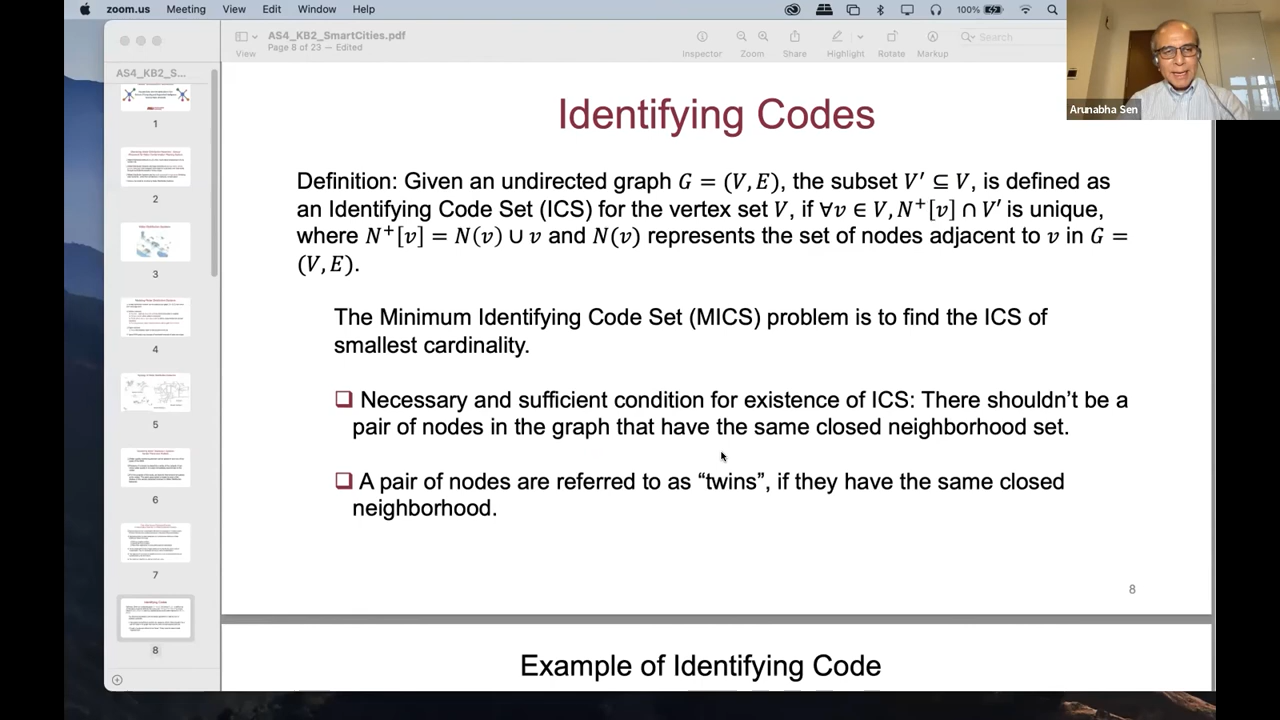 zoom.us Meeting View Edit Window Help 100%
AS4_KB2_SmartCities.pdf
Page 8 of 23 — Edited
View Inspector Zoom Share Highlight Rotate Markup Search
AS4_KB2_S...
Arunabha Sen
1
2
3
4
5
6
7
8
Identifying Codes
Definition: Given an undirected graph G = (V, E), the subset V′ ⊆ V, is defined as
an Identifying Code Set (ICS) for the vertex set V, if ∀v ∈ V, N⁺[v] ∩ V′ is unique,
where N⁺[v] = N(v) ∪ v and N(v) represents the set of nodes adjacent to v in G =
(V, E).
The Minimum Identifying Code Set (MICS) problem is to find the ICS of
smallest cardinality.
Necessary and sufficient condition for existence of ICS: There shouldn’t be a
pair of nodes in the graph that have the same closed neighborhood set.
A pair of nodes are referred to as “twins”, if they have the same closed
neighborhood.
8
Example of Identifying Code